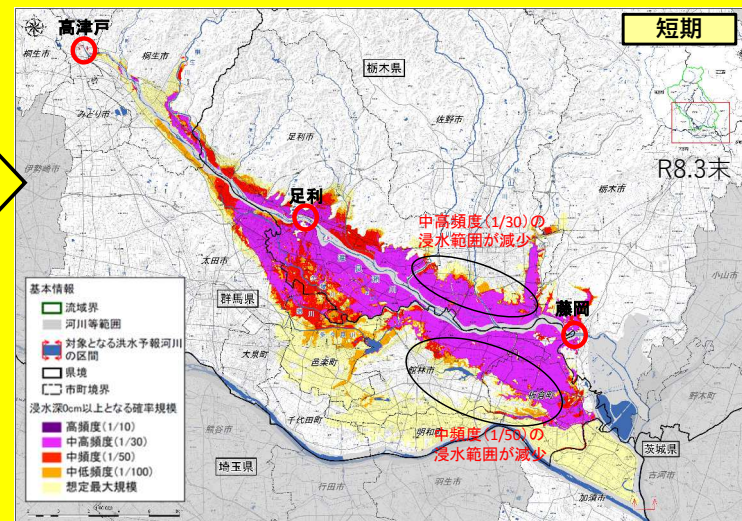 短期
高津戸
桐生市
桐生市
栃木県
みどり市
足利市
佐野市
R8.3末
伊勢崎市
栃木市
足利
中高頻度(1/30)の
浸水範囲が減少
太田市
小山市
群馬県
藤岡
基本情報
流域界
河川等範囲
対象となる洪水予報河川
の区間
県境
市町村界
浸水深0cm以上となる確率規模
高頻度(1/10)
中高頻度(1/30)
中頻度(1/50)
中低頻度(1/100)
想定最大規模
大泉町
邑楽町
館林市
板倉町
野木町
千代田町
明和町
中頻度(1/50)の
浸水範囲が減少
熊谷市
茨城県
埼玉県
行田市
羽生市
古河市
加須市